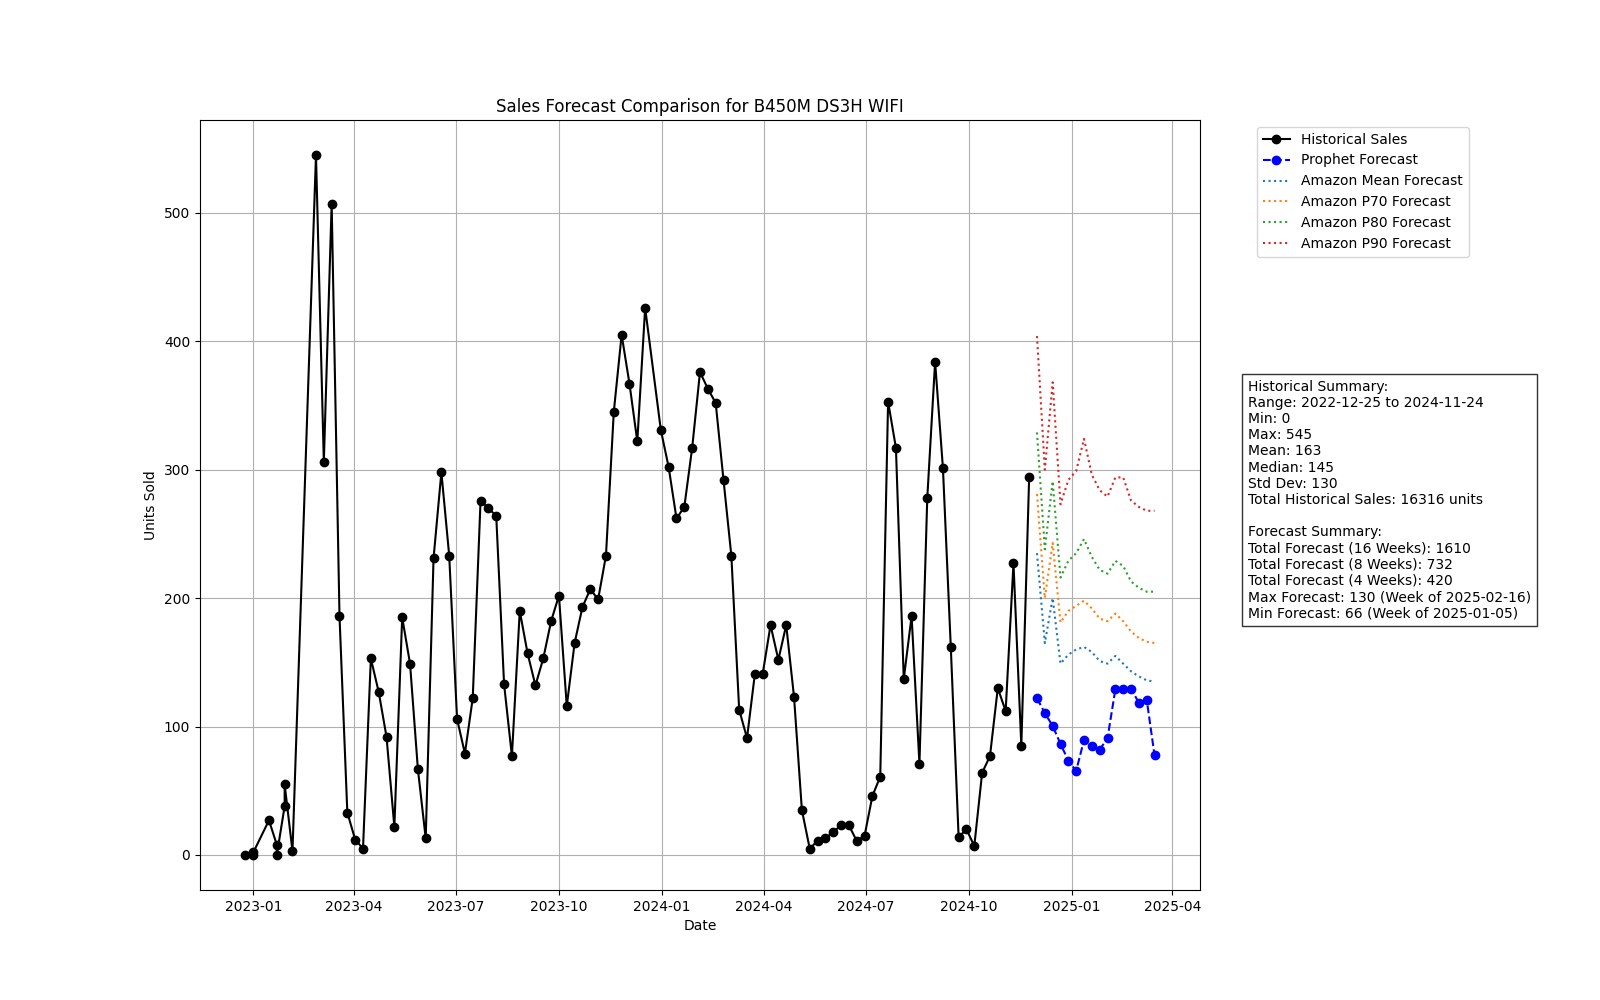 Sales Forecast Comparison for B450M DS3H WIFI
Historical Sales
Prophet Forecast
Amazon Mean Forecast
Amazon P70 Forecast
Amazon P80 Forecast
Amazon P90 Forecast
Units Sold
500
400
300
200
100
0
Historical Summary:
Range: 2022-12-25 to 2024-11-24
Min: 0
Max: 545
Mean: 163
Median: 145
Std Dev: 130
Total Historical Sales: 16316 units
Forecast Summary:
Total Forecast (16 Weeks): 1610
Total Forecast (8 Weeks): 732
Total Forecast (4 Weeks): 420
Max Forecast: 130 (Week of 2025-02-16)
Min Forecast: 66 (Week of 2025-01-05)
2023-01 2023-04 2023-07 2023-10 2024-01 2024-04 2024-07 2024-10 2025-01 2025-04
Date